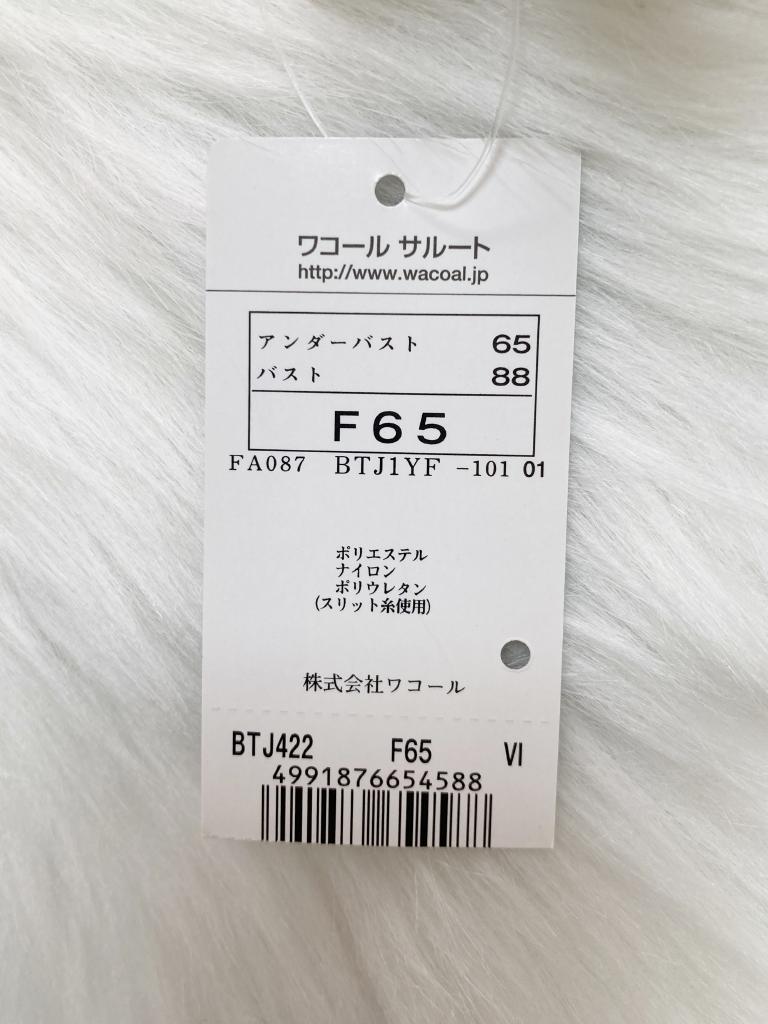 ワコール サルート
http://www.wacoal.jp
アンダーバスト 65
バスト 88
F65
FA087 BTJ1YF -101 01
ポリエステル
ナイロン
ポリウレタン
(スリット糸使用)
株式会社ワコール
BTJ422 F65 VI
4991876654588